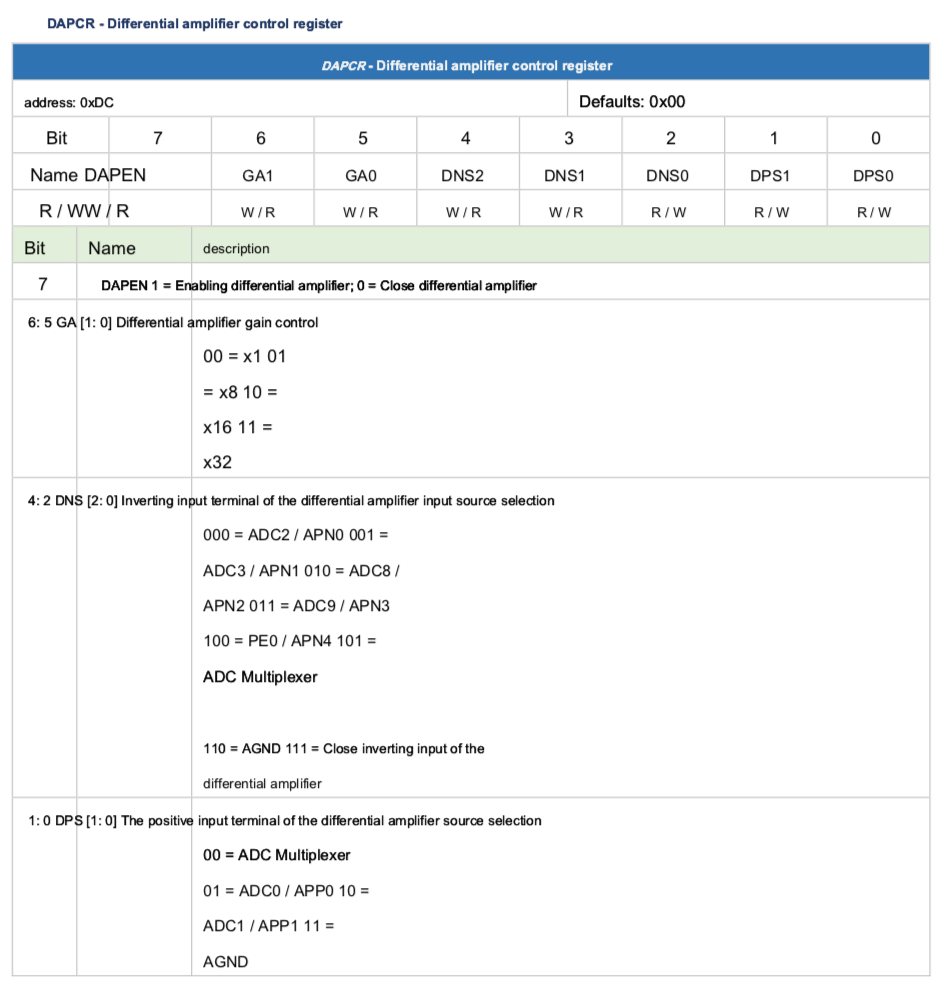 DAPCR - Differential amplifier control register
DAPCR - Differential amplifier control register
address: 0xDC Defaults: 0x00
Bit 7 6 5 4 3 2 1 0
Name DAPEN GA1 GA0 DNS2 DNS1 DNS0 DPS1 DPS0
R / WW / R W / R W / R W / R W / R R / W R / W R / W
Bit Name description
7 DAPEN 1 = Enabling differential amplifier; 0 = Close differential amplifier
6: 5 GA [1: 0] Differential amplifier gain control
00 = x1 01
= x8 10 =
x16 11 =
x32
4: 2 DNS [2: 0] Inverting input terminal of the differential amplifier input source selection
000 = ADC2 / APN0 001 =
ADC3 / APN1 010 = ADC8 /
APN2 011 = ADC9 / APN3
100 = PE0 / APN4 101 =
ADC Multiplexer
110 = AGND 111 = Close inverting input of the
differential amplifier
1: 0 DPS [1: 0] The positive input terminal of the differential amplifier source selection
00 = ADC Multiplexer
01 = ADC0 / APP0 10 =
ADC1 / APP1 11 =
AGND